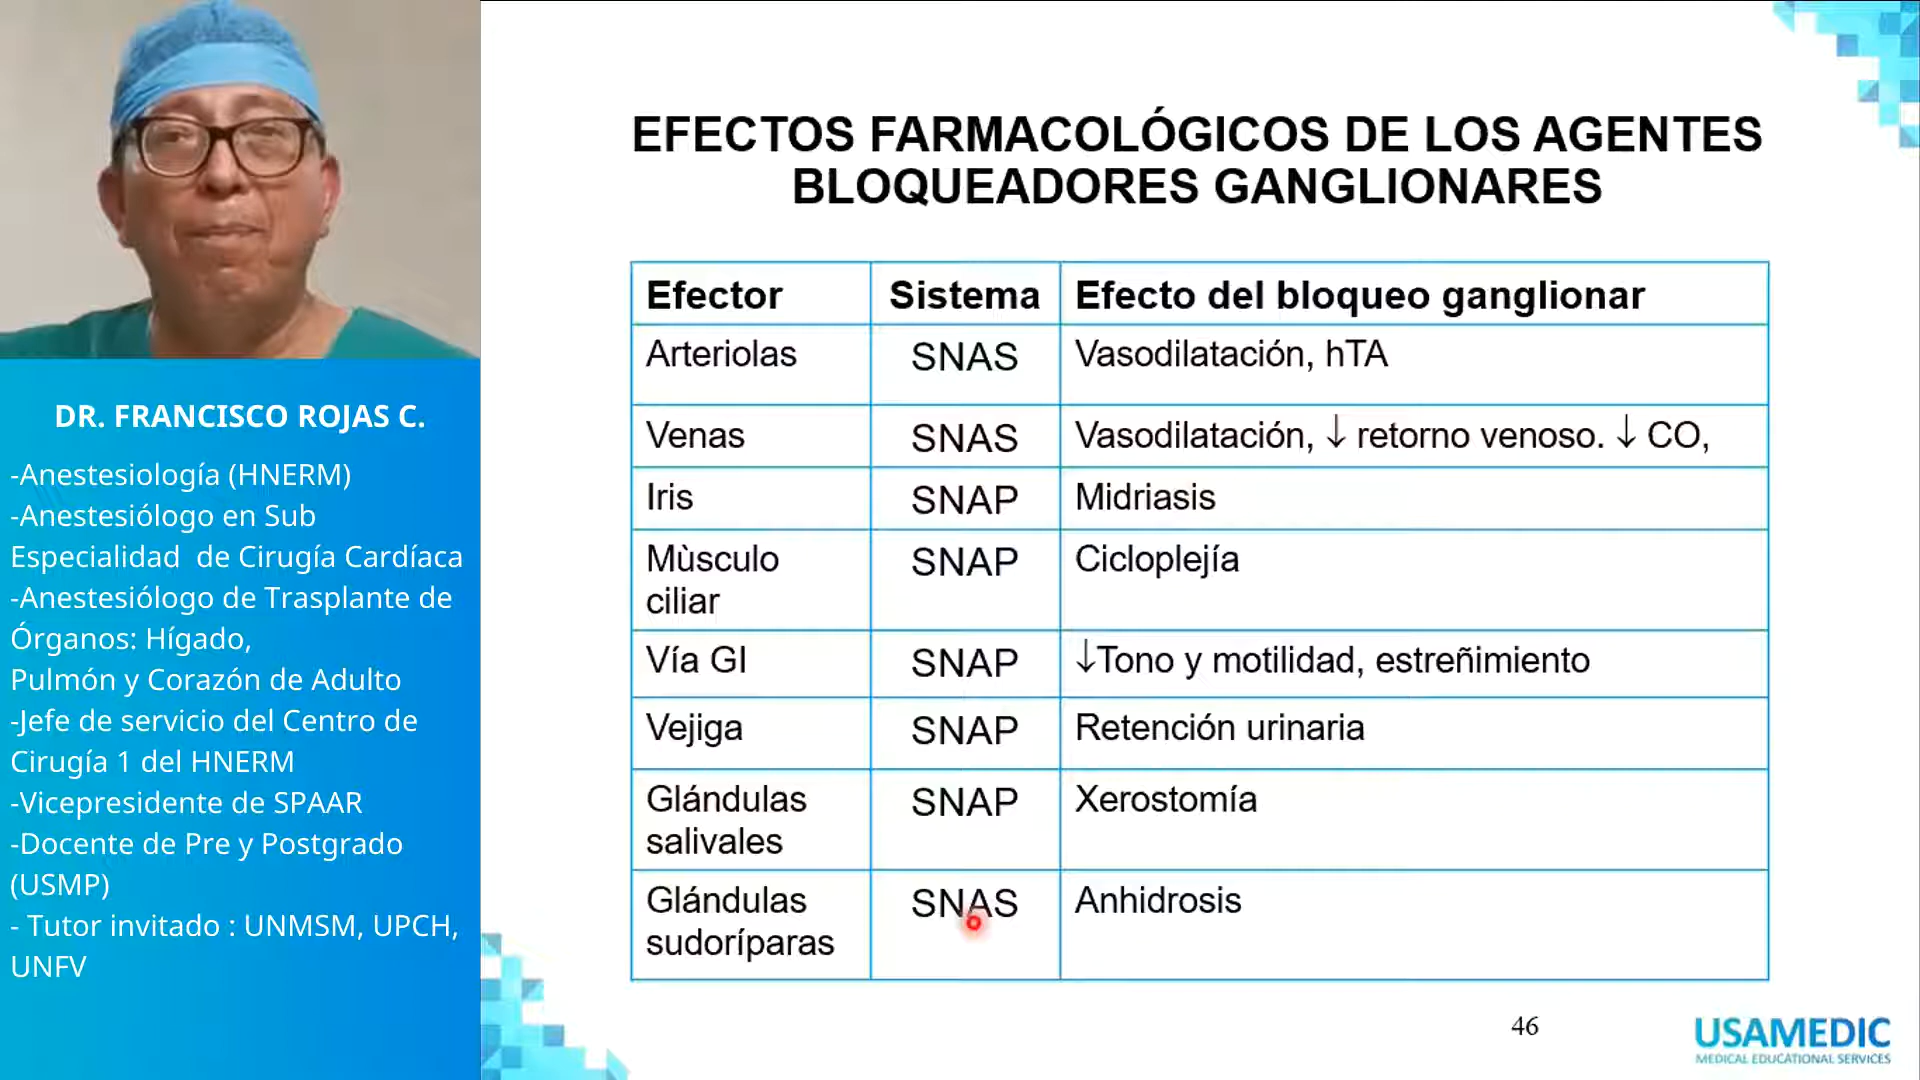 DR. FRANCISCO ROJAS C.
-Anestesiología (HNERM)
-Anestesiólogo en Sub
Especialidad  de Cirugía Cardíaca
-Anestesiólogo de Trasplante de
Órganos: Hígado,
Pulmón y Corazón de Adulto
-Jefe de servicio del Centro de
Cirugía 1 del HNERM
-Vicepresidente de SPAAR
-Docente de Pre y Postgrado
(USMP)
- Tutor invitado : UNMSM, UPCH,
UNFV
EFECTOS FARMACOLÓGICOS DE LOS AGENTES
BLOQUEADORES GANGLIONARES
Efector Sistema Efecto del bloqueo ganglionar
Arteriolas SNAS Vasodilatación, hTA
Venas SNAS Vasodilatación, ↓ retorno venoso. ↓ CO,
Iris SNAP Midriasis
Mùsculo SNAP Cicloplejía
ciliar
Vía GI SNAP ↓Tono y motilidad, estreñimiento
Vejiga SNAP Retención urinaria
Glándulas SNAP Xerostomía
salivales
Glándulas SNAS Anhidrosis
sudoríparas
46
USAMEDIC
MEDICAL EDUCATIONAL SERVICES